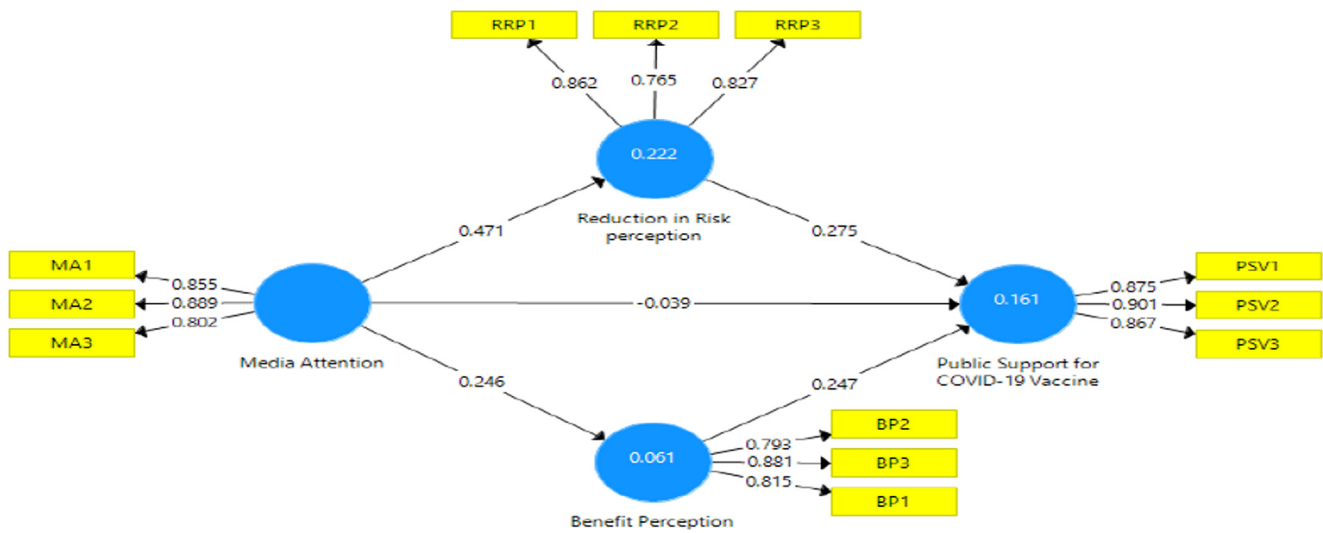 RRP1
RRP2
RRP3
0.862
0.765
0.827
0.222
Reduction in Risk
perception
0.471
0.275
MA1
MA2
MA3
0.855
0.889
0.802
Media Attention
-0.039
0.161
Public Support for
COVID-19 Vaccine
0.875
0.901
0.867
PSV1
PSV2
PSV3
0.246
0.247
0.061
Benefit Perception
0.793
0.881
0.815
BP2
BP3
BP1